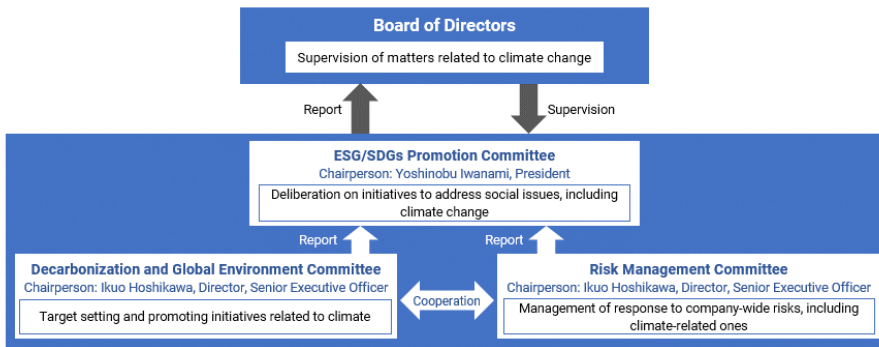 Board of Directors
Supervision of matters related to climate change
Report
Supervision
ESG/SDGs Promotion Committee
Chairperson: Yoshinobu Iwanami, President
Deliberation on initiatives to address social issues, including
climate change
Report
Report
Decarbonization and Global Environment Committee
Chairperson: Ikuo Hoshikawa, Director, Senior Executive Officer
Target setting and promoting initiatives related to climate
Cooperation
Risk Management Committee
Chairperson: Ikuo Hoshikawa, Director, Senior Executive Officer
Management of response to company-wide risks, including
climate-related ones